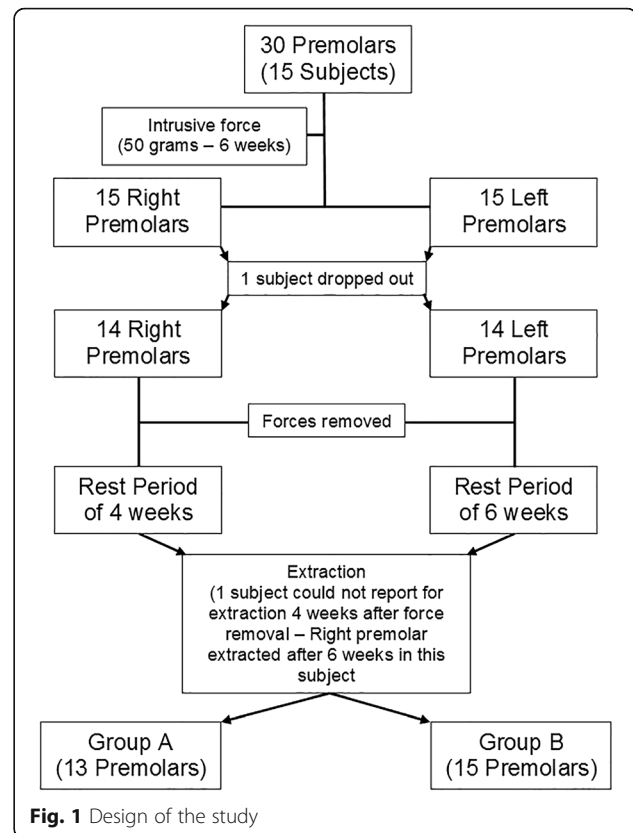 30 Premolars
(15 Subjects)
Intrusive force
(50 grams – 6 weeks)
15 Right
Premolars
15 Left
Premolars
1 subject dropped out
14 Right
Premolars
14 Left
Premolars
Forces removed
Rest Period
of 4 weeks
Rest Period
of 6 weeks
Extraction
(1 subject could not report for
extraction 4 weeks after force
removal – Right premolar
extracted after 6 weeks in this
subject
Group A
(13 Premolars)
Group B
(15 Premolars)
Fig. 1 Design of the study